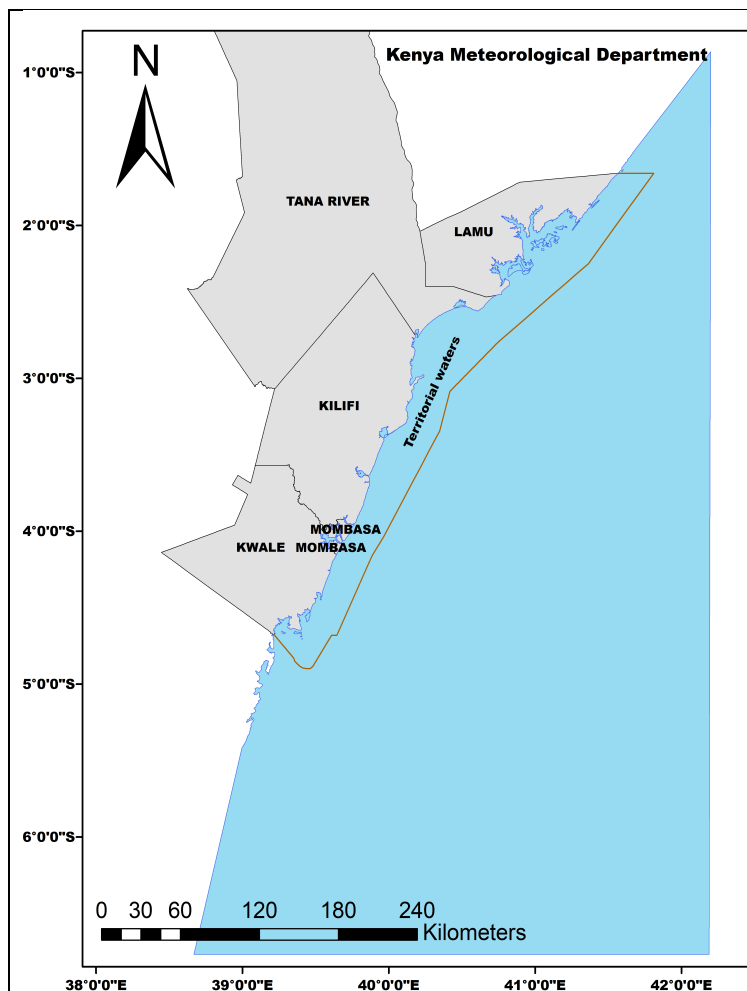 Kenya Meteorological Department
N
1°0'0"S
TANA RIVER
2°0'0"S
LAMU
Territorial waters
3°0'0"S
KILIFI
4°0'0"S
MOMBASA
KWALE MOMBASA
5°0'0"S
6°0'0"S
0 30 60 120 180 240
Kilometers
38°0'0"E 39°0'0"E 40°0'0"E 41°0'0"E 42°0'0"E